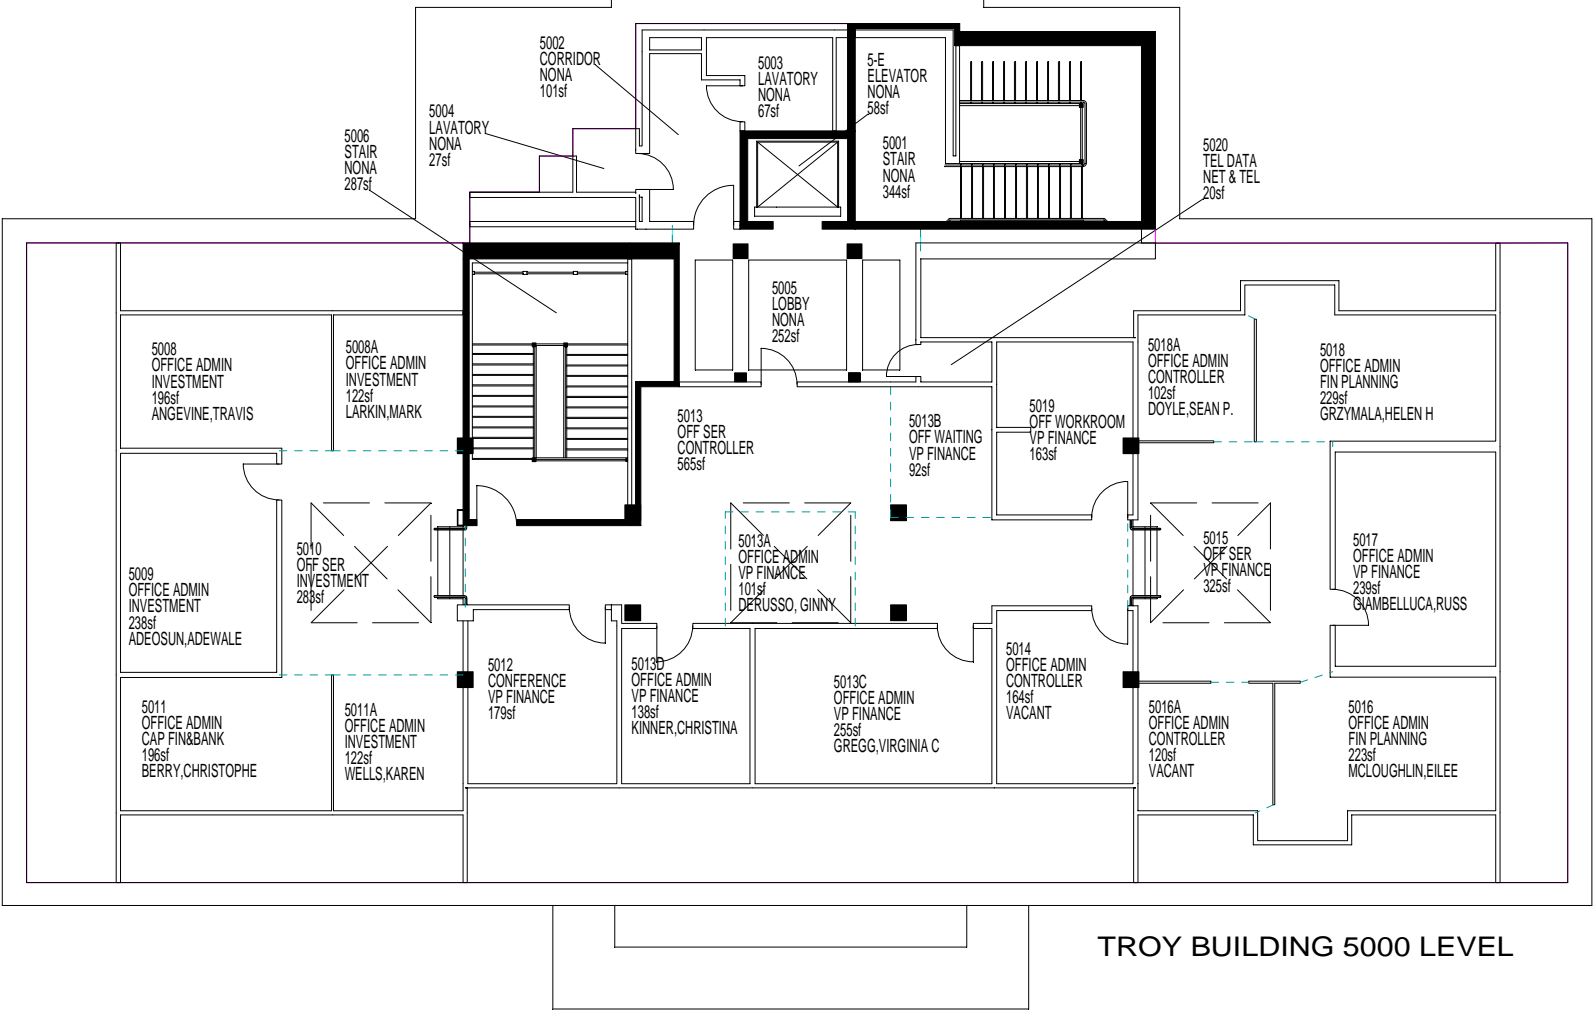 5002
CORRIDOR
NONA
101sf
5003
LAVATORY
NONA
67sf
5-E
ELEVATOR
NONA
58sf
5004
LAVATORY
NONA
27sf
5006
STAIR
NONA
287sf
5001
STAIR
NONA
344sf
5020
TEL DATA
NET & TEL
20sf
5005
LOBBY
NONA
252sf
5008
OFFICE ADMIN
INVESTMENT
196sf
ANGEVINE,TRAVIS
5008A
OFFICE ADMIN
INVESTMENT
122sf
LARKIN,MARK
5018A
OFFICE ADMIN
CONTROLLER
102sf
DOYLE,SEAN P.
5018
OFFICE ADMIN
FIN PLANNING
229sf
GRZYMALA,HELEN H
5013
OFF SER
CONTROLLER
565sf
5013B
OFF WAITING
VP FINANCE
92sf
5019
OFF WORKROOM
VP FINANCE
163sf
5009
OFFICE ADMIN
INVESTMENT
238sf
ADEOSUN,ADEWALE
5010
OFF SER
INVESTMENT
283sf
5013A
OFFICE ADMIN
VP FINANCE
101sf
DERUSSO, GINNY
5015
OFF SER
VP FINANCE
325sf
5017
OFFICE ADMIN
VP FINANCE
239sf
GIAMBELLUCA,RUSS
5011
OFFICE ADMIN
CAP FIN&BANK
196sf
BERRY,CHRISTOPHE
5011A
OFFICE ADMIN
INVESTMENT
122sf
WELLS,KAREN
5012
CONFERENCE
VP FINANCE
179sf
5013D
OFFICE ADMIN
VP FINANCE
138sf
KINNER,CHRISTINA
5013C
OFFICE ADMIN
VP FINANCE
255sf
GREGG,VIRGINIA C
5014
OFFICE ADMIN
CONTROLLER
164sf
VACANT
5016A
OFFICE ADMIN
CONTROLLER
120sf
VACANT
5016
OFFICE ADMIN
FIN PLANNING
223sf
MCLOUGHLIN,EILEE
TROY BUILDING 5000 LEVEL